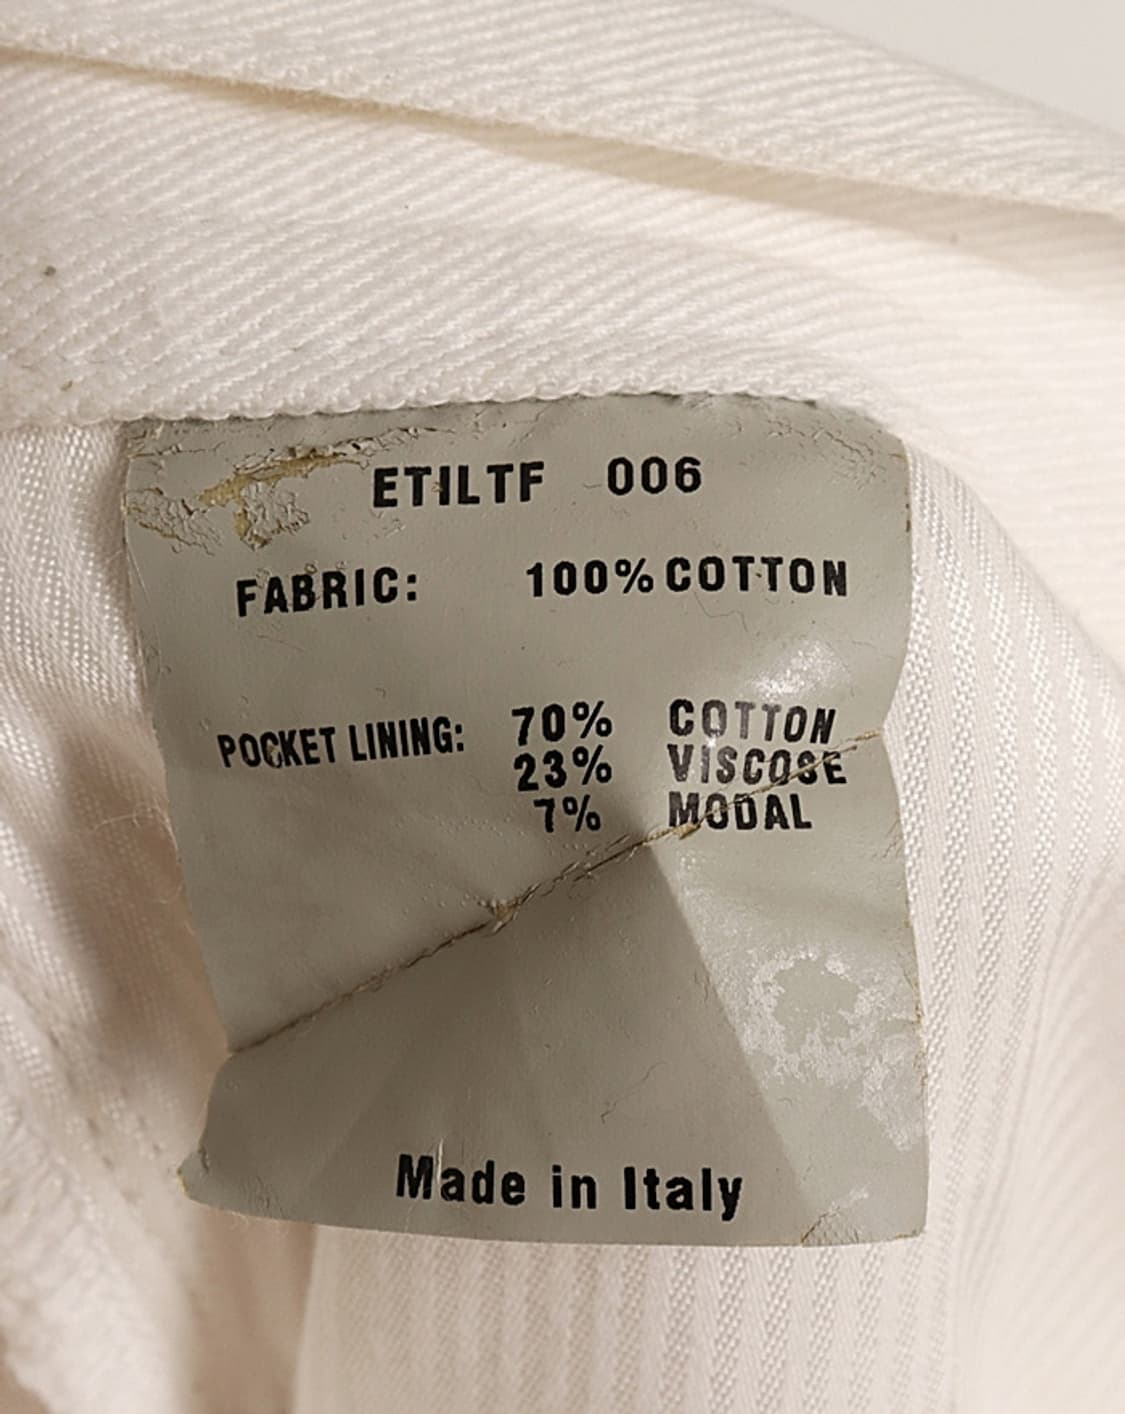 ETILTF 006
FABRIC: 100% COTTON
POCKET LINING: 70% COTTON
23% VISCOSE
7% MODAL
Made in Italy